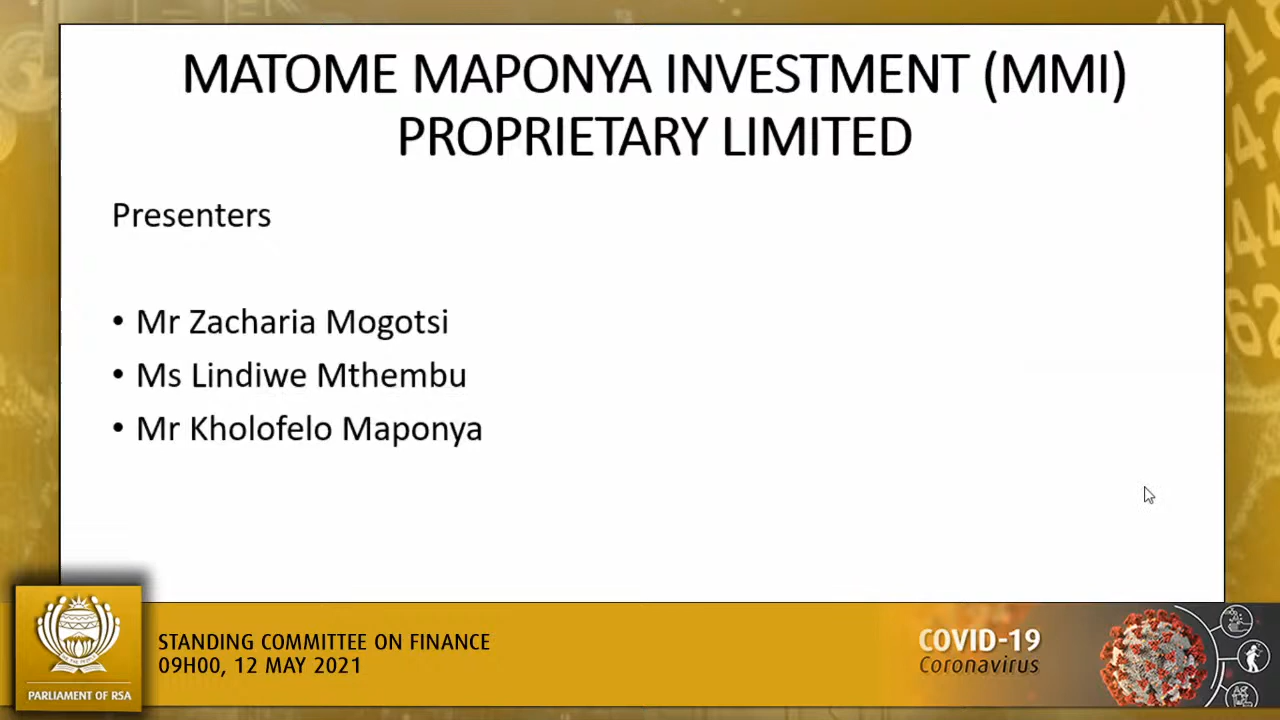 MATOME MAPONYA INVESTMENT (MMI)
PROPRIETARY LIMITED
Presenters
• Mr Zacharia Mogotsi
• Ms Lindiwe Mthembu
• Mr Kholofelo Maponya
STANDING COMMITTEE ON FINANCE
09H00, 12 MAY 2021
PARLIAMENT OF RSA
COVID-19
Coronavirus